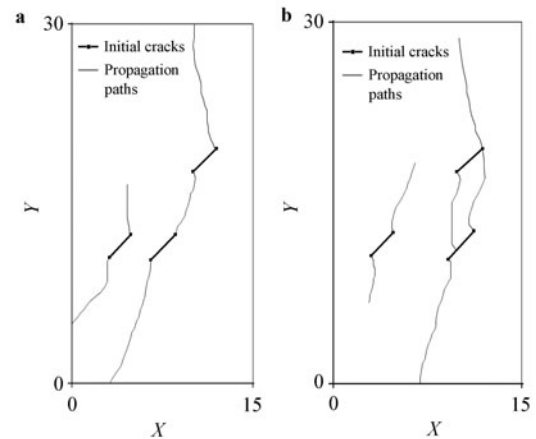 a
30
Initial cracks
Propagation
paths
Y
0
0
15
X
b
30
Initial cracks
Propagation
paths
Y
0
0
15
X